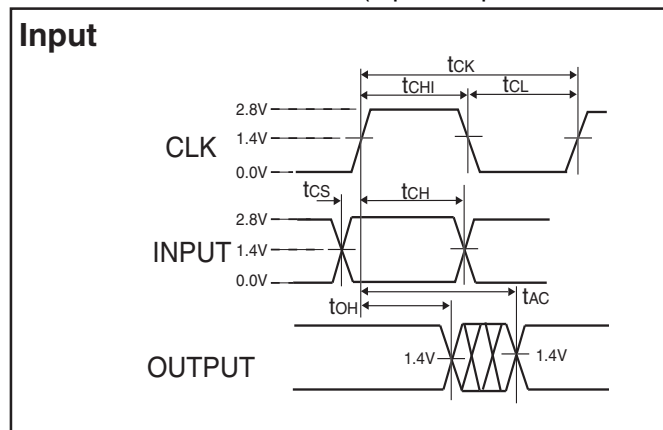 Input
tCK
tCHI tCL
2.8V
1.4V
CLK
0.0V
tCS tCH
2.8V
INPUT 1.4V
0.0V
tAC
tOH
1.4V 1.4V
OUTPUT